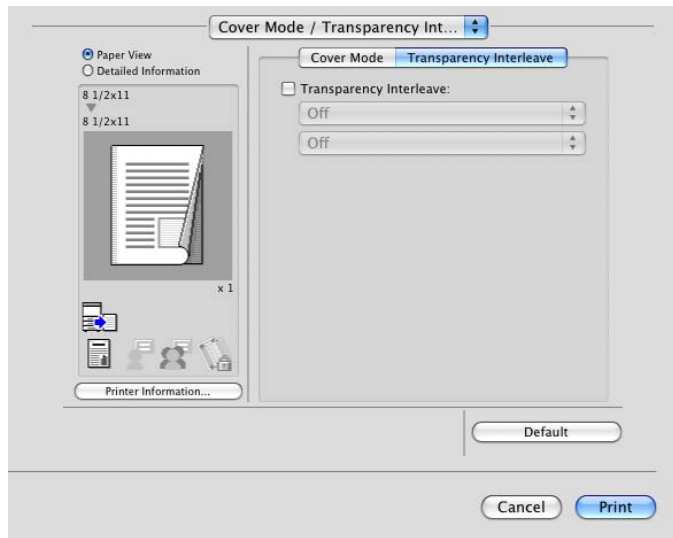 Cover Mode / Transparency Int...
Paper View
Detailed Information
8 1/2x11
8 1/2x11
x 1
Printer Information...
Cover Mode Transparency Interleave
Transparency Interleave:
Off
Off
Default
Cancel Print